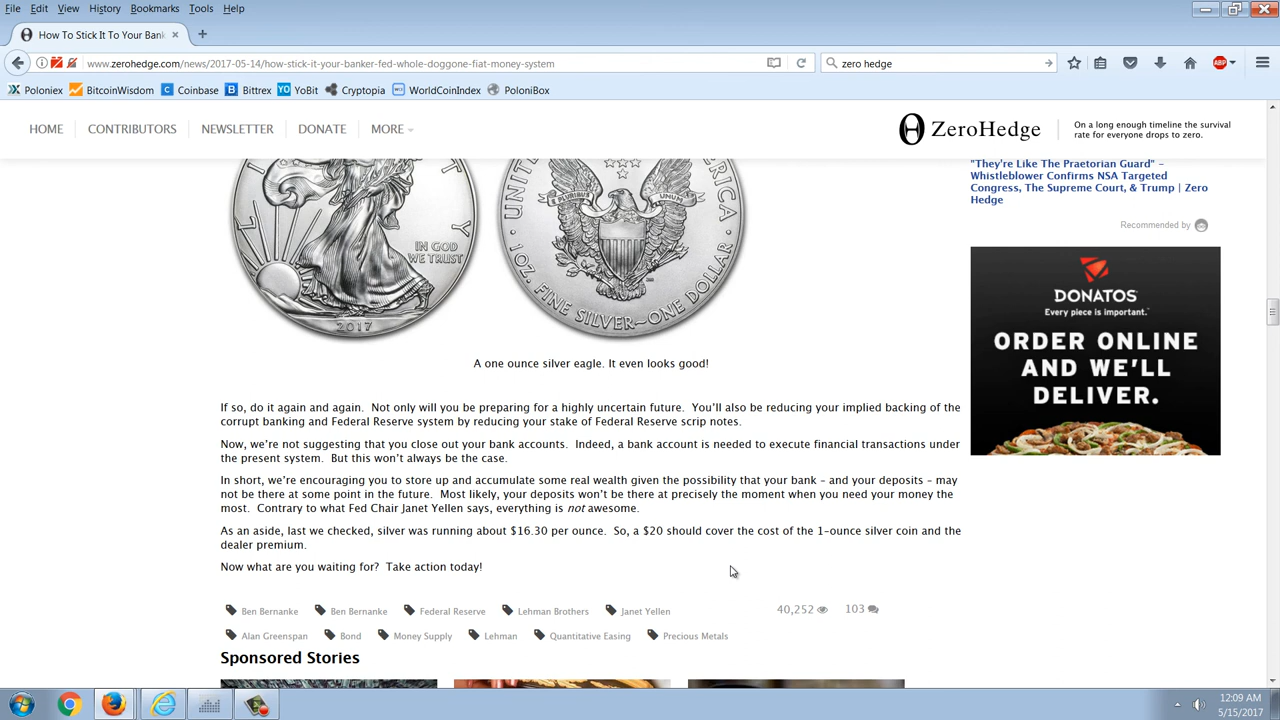 File Edit View History Bookmarks Tools Help
How To Stick It To Your Bank
www.zerohedge.com/news/2017-05-14/how-stick-it-your-banker-fed-whole-doggone-fiat-money-system
zero hedge
ABP
Poloniex BitcoinWisdom Coinbase Bittrex YoBit Cryptopia WorldCoinIndex PoloniBox
HOME CONTRIBUTORS NEWSLETTER DONATE MORE
ZeroHedge
On a long enough timeline the survival
rate for everyone drops to zero.
L
T
Y
IN GOD
WE TRUST
2017
UNITED
AMERICA
E PLURIBUS UNUM
1 OZ. FINE SILVER~ONE DOLLAR
"They're Like The Praetorian Guard" -
Whistleblower Confirms NSA Targeted
Congress, The Supreme Court, & Trump | Zero
Hedge
Recommended by
DONATOS
Every piece is important.
ORDER ONLINE
AND WE'LL
DELIVER.
A one ounce silver eagle. It even looks good!
If so, do it again and again. Not only will you be preparing for a highly uncertain future. You'll also be reducing your implied backing of the
corrupt banking and Federal Reserve system by reducing your stake of Federal Reserve scrip notes.
Now, we're not suggesting that you close out your bank accounts. Indeed, a bank account is needed to execute financial transactions under
the present system. But this won't always be the case.
In short, we're encouraging you to store up and accumulate some real wealth given the possibility that your bank – and your deposits – may
not be there at some point in the future. Most likely, your deposits won't be there at precisely the moment when you need your money the
most. Contrary to what Fed Chair Janet Yellen says, everything is not awesome.
As an aside, last we checked, silver was running about $16.30 per ounce. So, a $20 should cover the cost of the 1-ounce silver coin and the
dealer premium.
Now what are you waiting for? Take action today!
Ben Bernanke Ben Bernanke Federal Reserve Lehman Brothers Janet Yellen
40,252 103
Alan Greenspan Bond Money Supply Lehman Quantitative Easing Precious Metals
Sponsored Stories
12:09 AM
5/15/2017